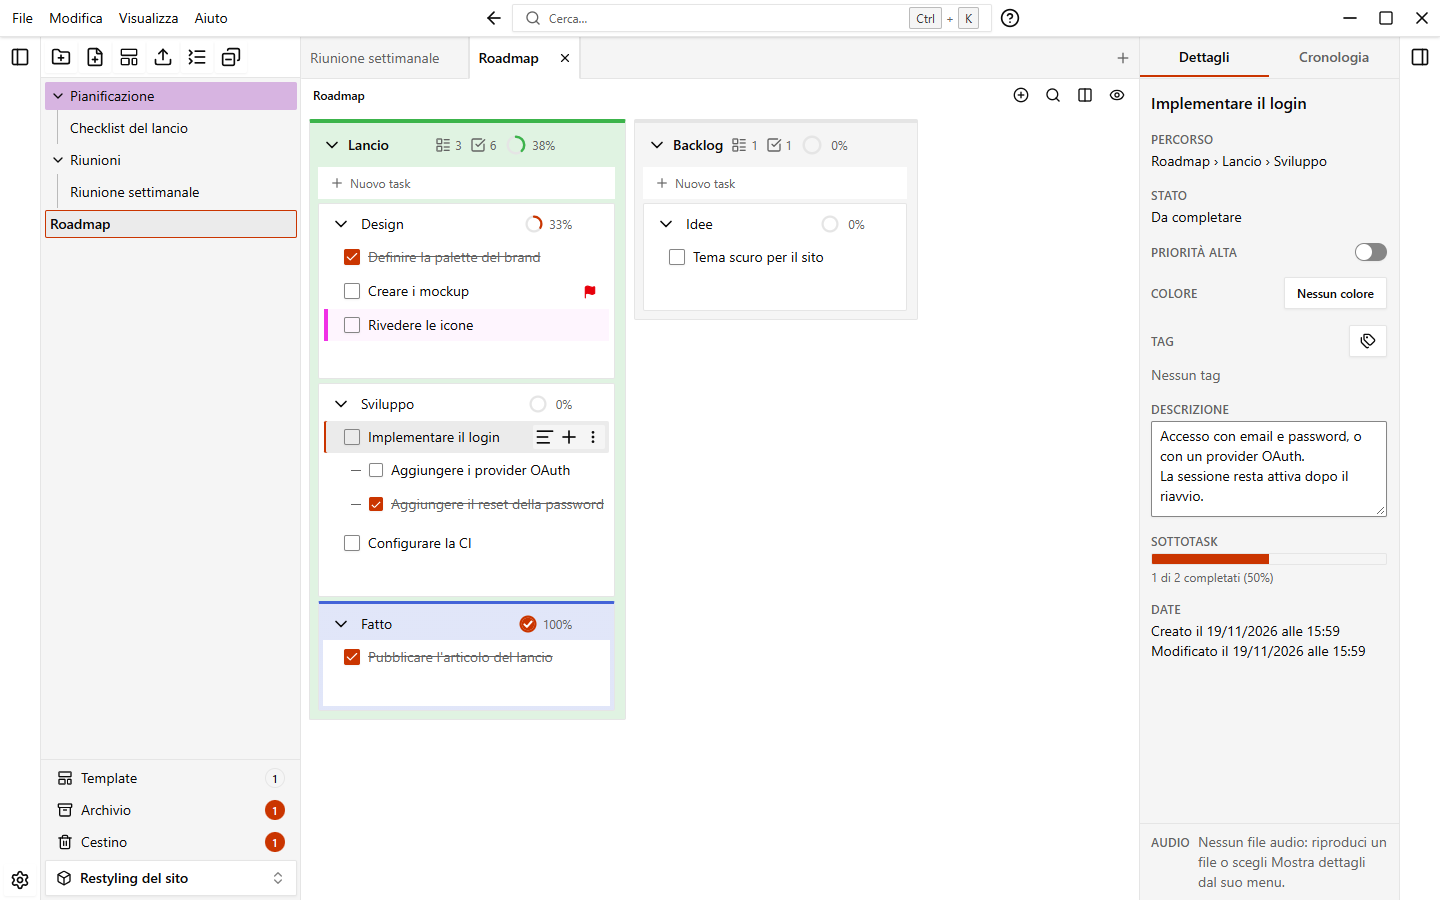 File Modifica Visualizza Aiuto
Cerca...
Ctrl + K
Pianificazione
Checklist del lancio
Riunioni
Riunione settimanale
Roadmap
Template 1
Archivio 1
Cestino 1
Restyling del sito
Riunione settimanale
Roadmap
Roadmap
Lancio 3 6 38%
Nuovo task
Design 33%
Definire la palette del brand
Creare i mockup
Rivedere le icone
Sviluppo 0%
Implementare il login
Aggiungere i provider OAuth
Aggiungere il reset della password
Configurare la CI
Fatto 100%
Pubblicare l'articolo del lancio
Backlog 1 1 0%
Nuovo task
Idee 0%
Tema scuro per il sito
Dettagli Cronologia
Implementare il login
PERCORSO
Roadmap › Lancio › Sviluppo
STATO
Da completare
PRIORITÀ ALTA
COLORE Nessun colore
TAG
Nessun tag
DESCRIZIONE
Accesso con email e password, o
con un provider OAuth.
La sessione resta attiva dopo il
riavvio.
SOTTOTASK
1 di 2 completati (50%)
DATE
Creato il 19/11/2026 alle 15:59
Modificato il 19/11/2026 alle 15:59
AUDIO Nessun file audio: riproduci un
file o scegli Mostra dettagli
dal suo menu.